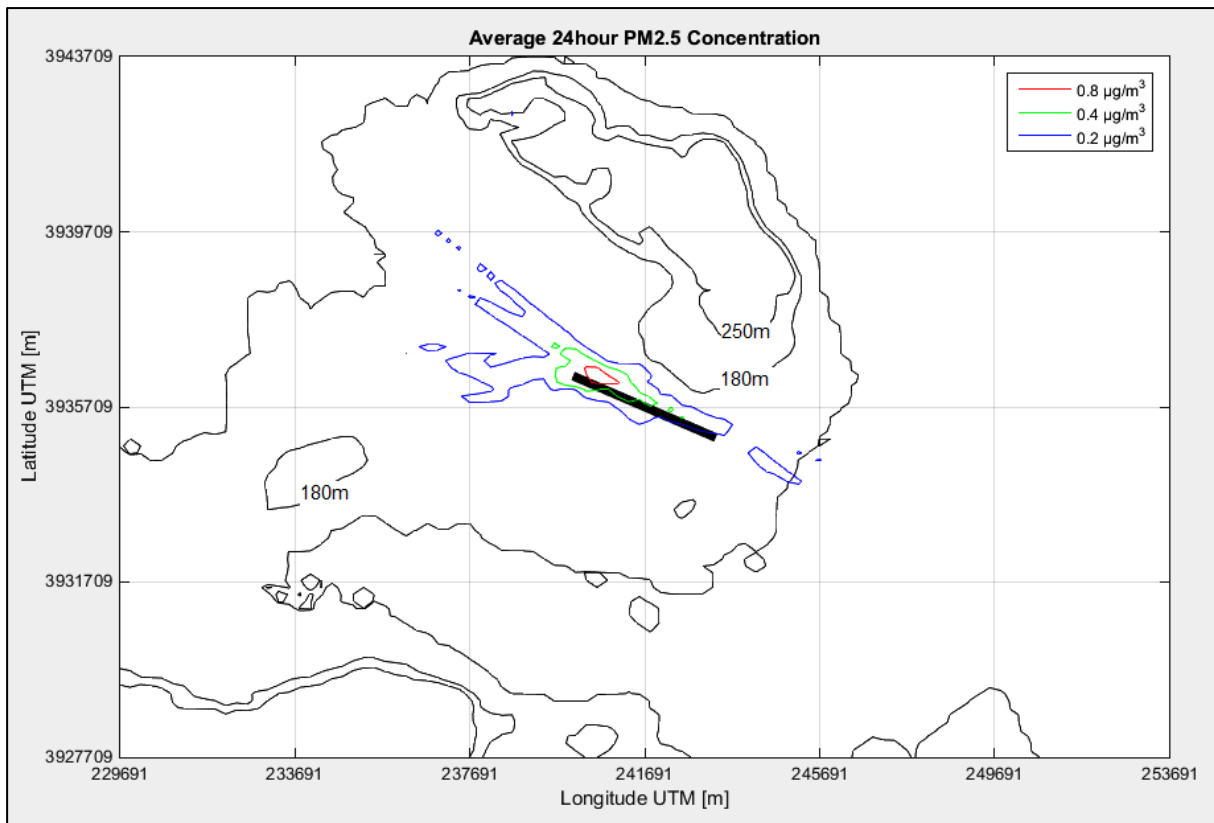 Average 24hour PM2.5 Concentration
3943709
0.8 µg/m³
0.4 µg/m³
0.2 µg/m³
3939709
250m
180m
3935709
Latitude UTM [m]
180m
3931709
3927709
229691 233691 237691 241691 245691 249691 253691
Longitude UTM [m]